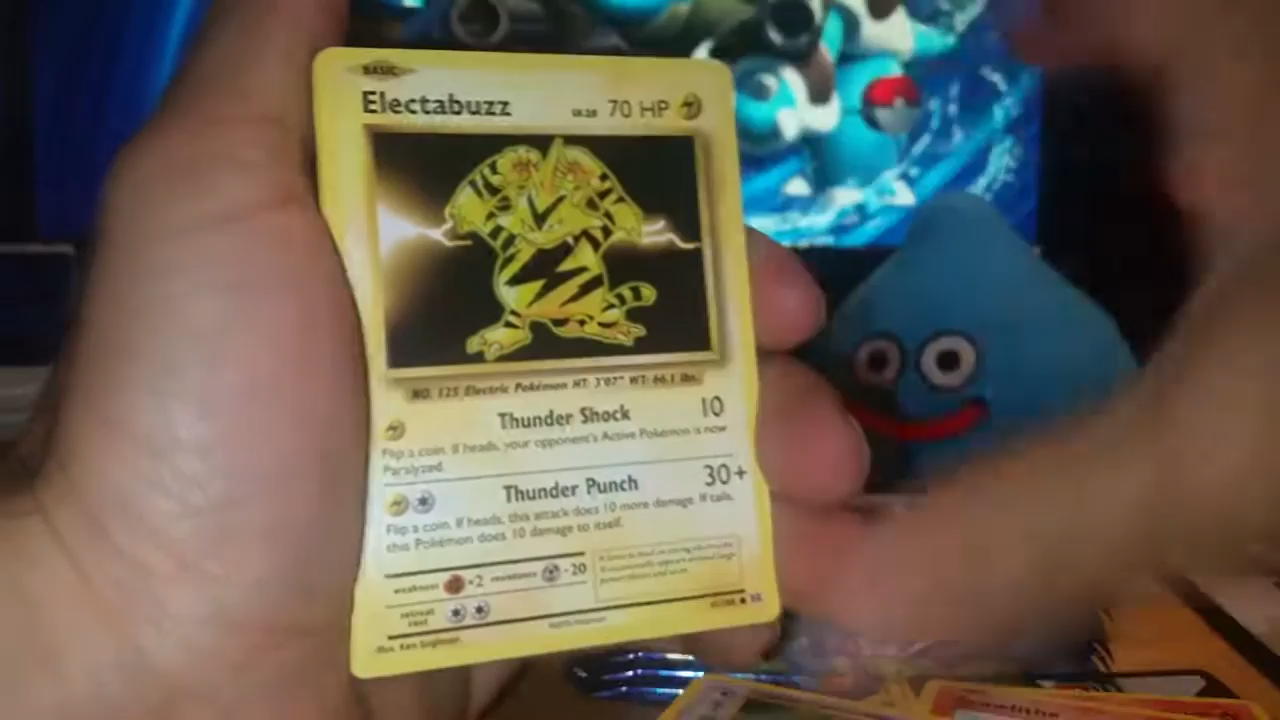 BASIC
Electabuzz 70 HP
NO. 125 Electric Pokémon HT: 3'07" WT: 66.1 lbs.
Thunder Shock 10
Flip a coin. If heads, your opponent's Active Pokémon is now
Paralyzed.
Thunder Punch 30+
Flip a coin. If heads, this attack does 10 more damage. If tails,
this Pokémon does 10 damage to itself.
weakness ×2 resistance -20
retreat
cost
Illus. Ken Sugimori